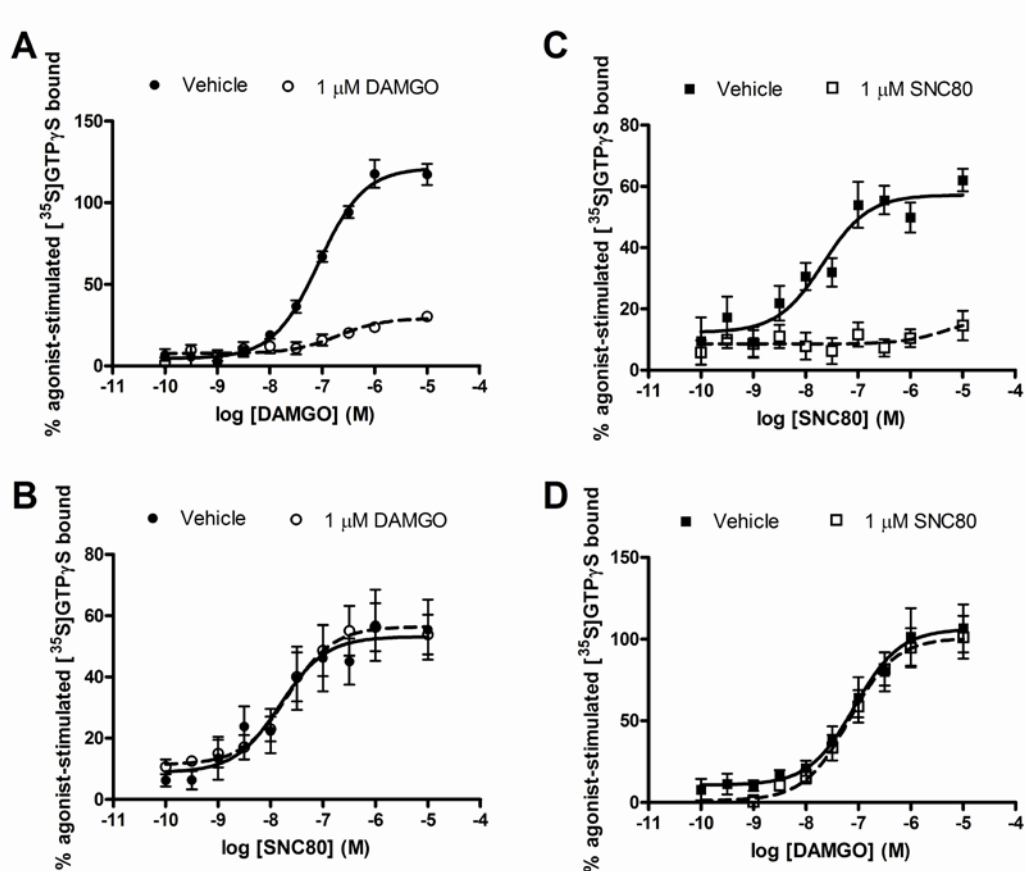 A
Vehicle 1 μM DAMGO
% agonist-stimulated [³⁵S]GTPγS bound
150
100
50
0
-11 -10 -9 -8 -7 -6 -5 -4
log [DAMGO] (M)
C
Vehicle 1 μM SNC80
% agonist-stimulated [³⁵S]GTPγS bound
80
60
40
20
0
-11 -10 -9 -8 -7 -6 -5 -4
log [SNC80] (M)
B
Vehicle 1 μM DAMGO
% agonist-stimulated [³⁵S]GTPγS bound
80
60
40
20
0
-11 -10 -9 -8 -7 -6 -5 -4
log [SNC80] (M)
D
Vehicle 1 μM SNC80
% agonist-stimulated [³⁵S]GTPγS bound
150
100
50
0
-11 -10 -9 -8 -7 -6 -5 -4
log [DAMGO] (M)